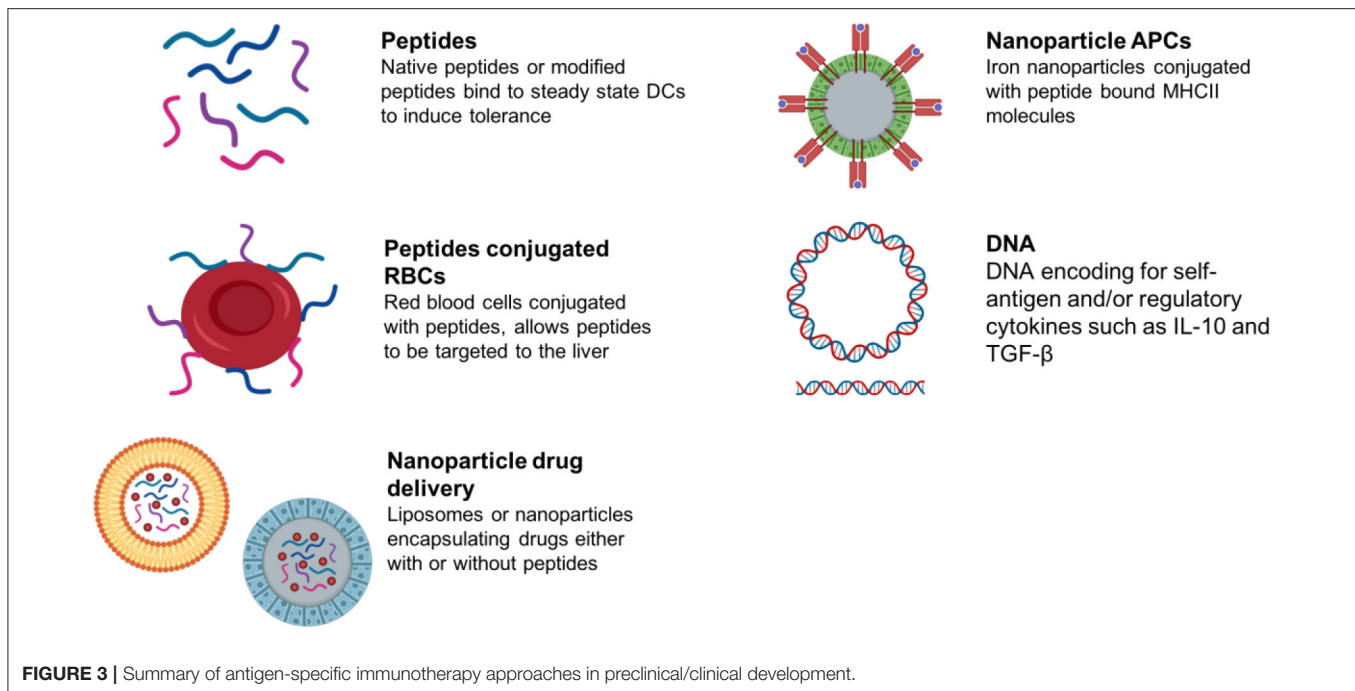 Peptides
Native peptides or modified
peptides bind to steady state DCs
to induce tolerance
Nanoparticle APCs
Iron nanoparticles conjugated
with peptide bound MHCII
molecules
Peptides conjugated
RBCs
Red blood cells conjugated
with peptides, allows peptides
to be targeted to the liver
DNA
DNA encoding for self-
antigen and/or regulatory
cytokines such as IL-10 and
TGF-β
Nanoparticle drug
delivery
Liposomes or nanoparticles
encapsulating drugs either
with or without peptides
FIGURE 3 | Summary of antigen-specific immunotherapy approaches in preclinical/clinical development.